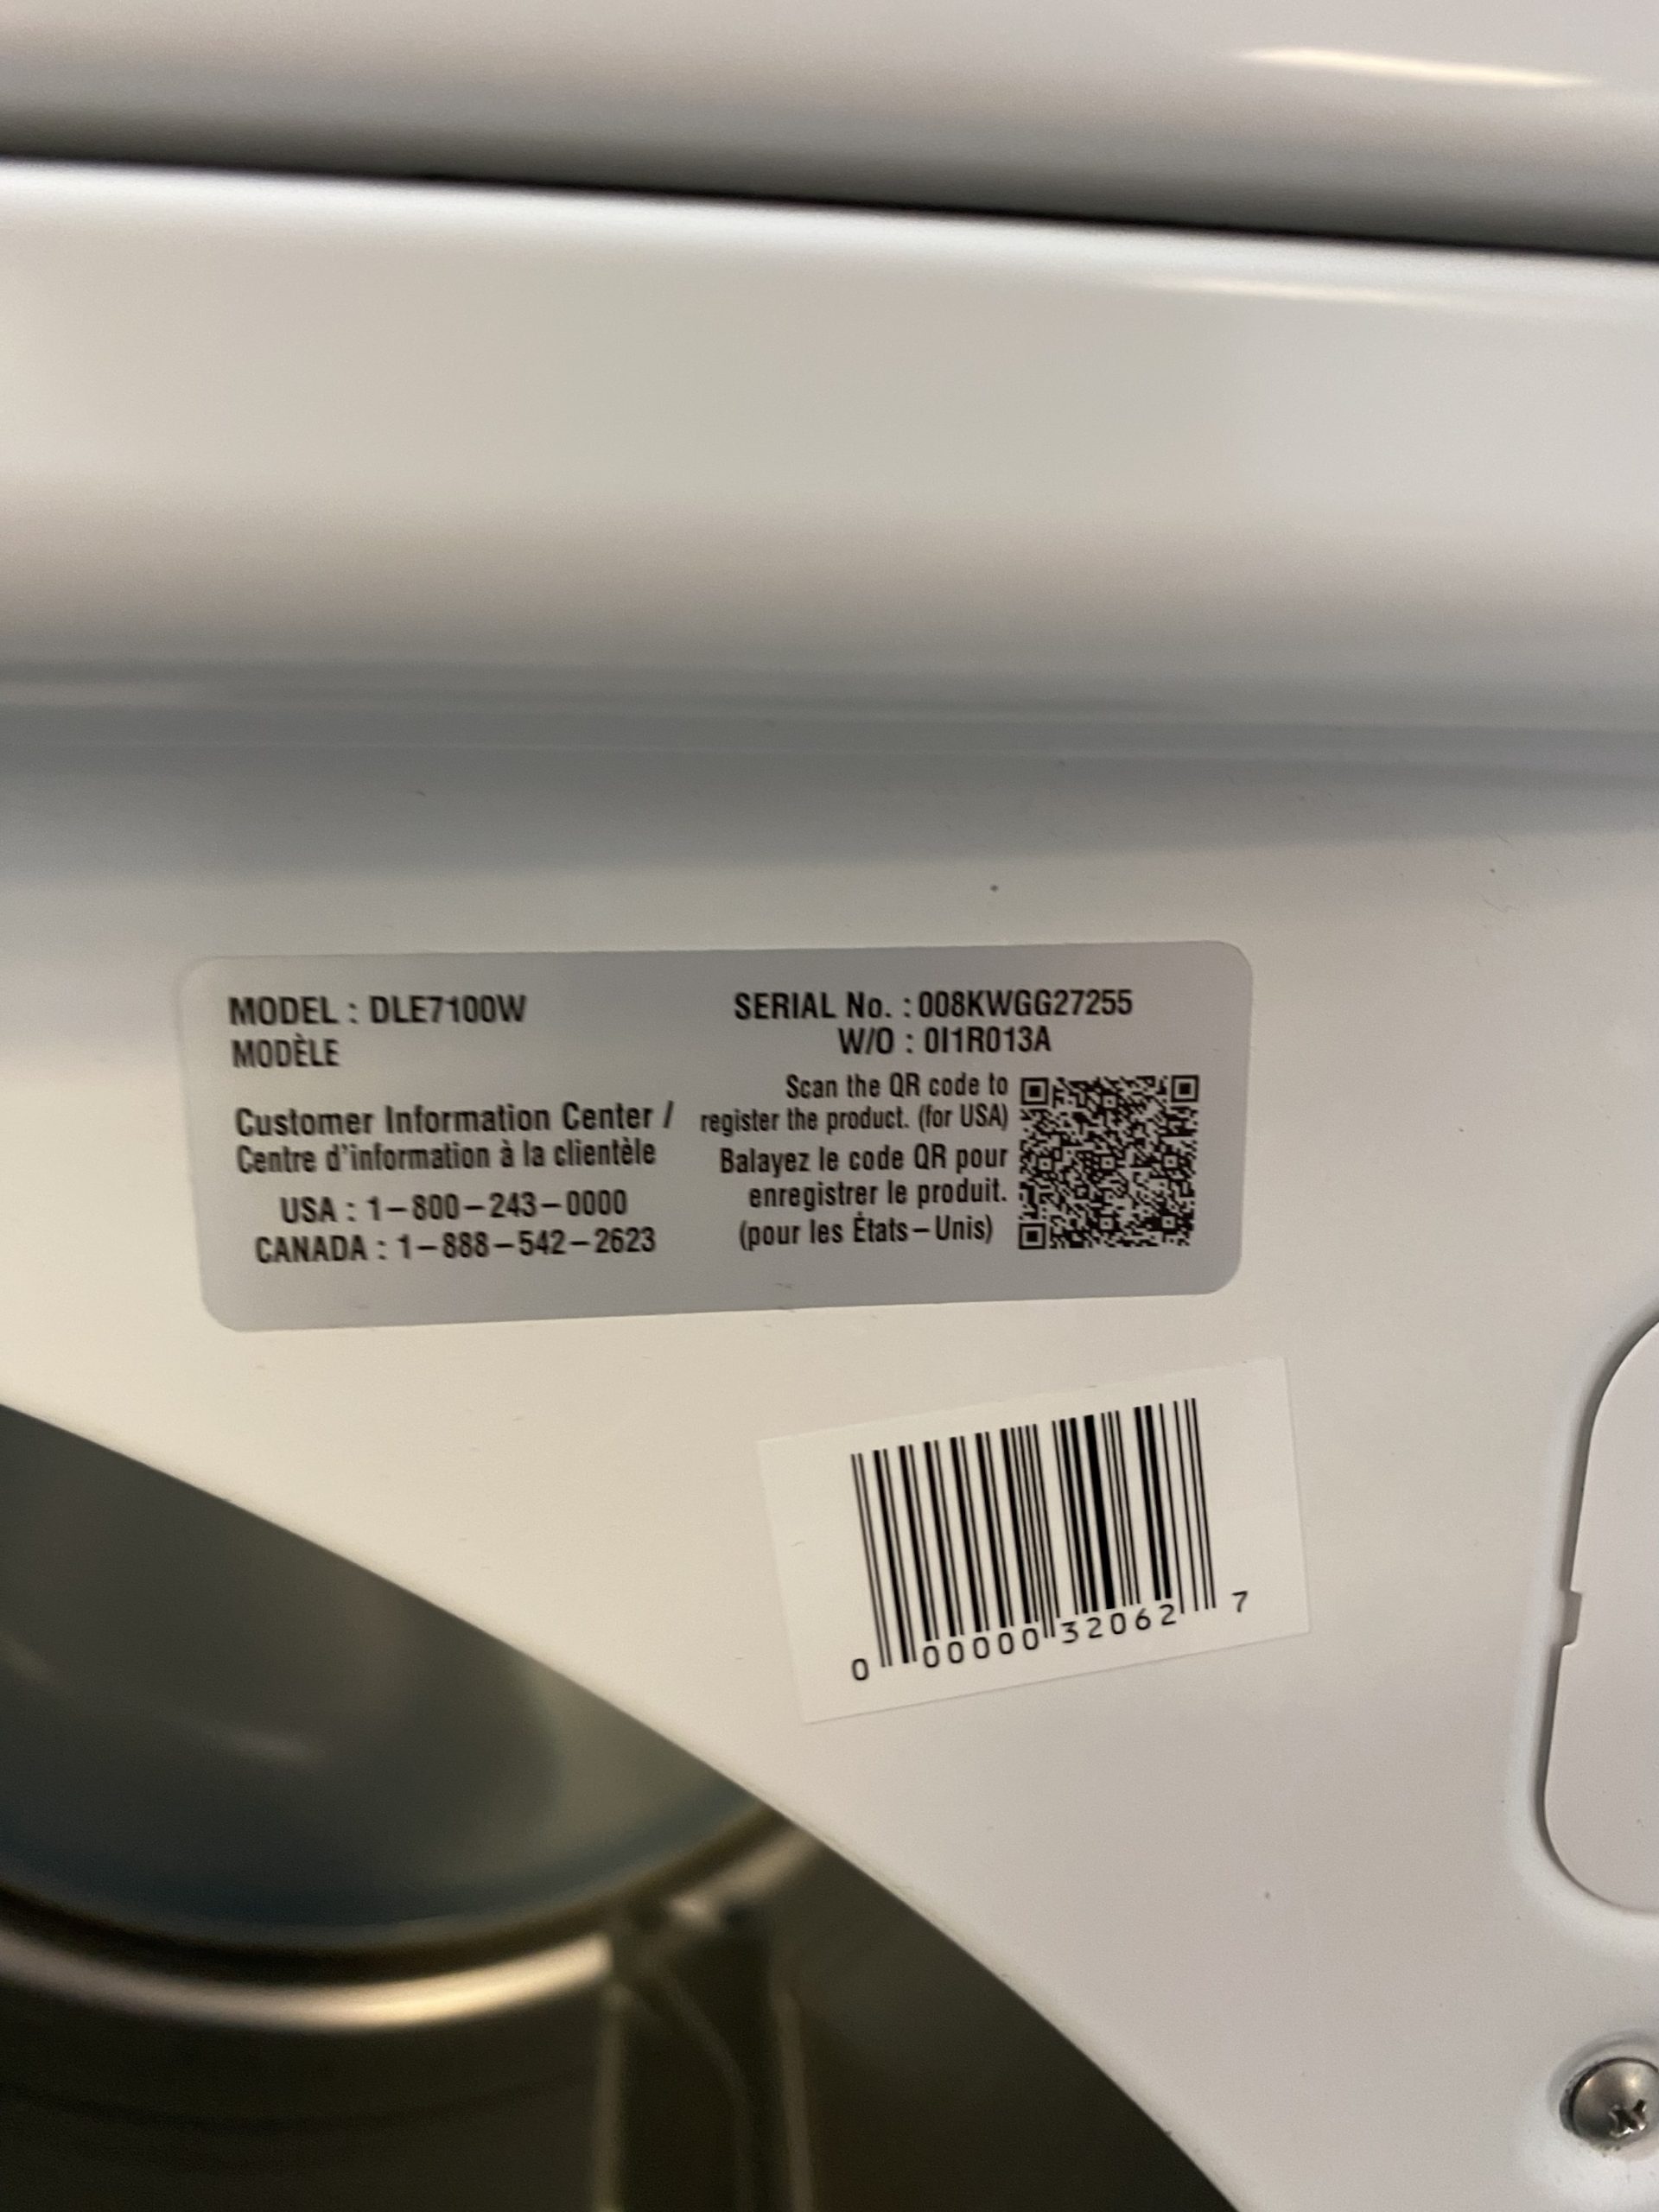 MODEL : DLE7100W
MODÈLE
Customer Information Center /
Centre d'information à la clientèle
USA : 1-800-243-0000
CANADA : 1-888-542-2623
SERIAL No. : 008KWGG27255
W/O : 0I1R013A
Scan the QR code to
register the product. (for USA)
Balayez le code QR pour
enregistrer le produit.
(pour les États-Unis)
0 00000 32062 7